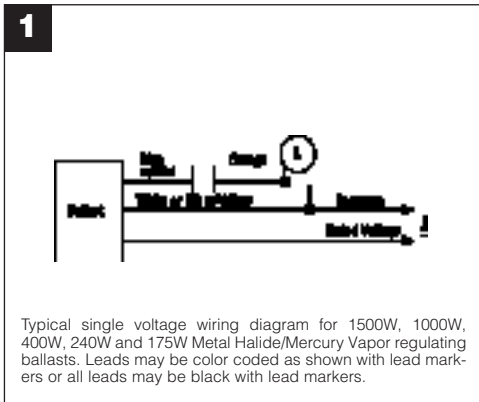 1
L
Ballast
Typical single voltage wiring diagram for 1500W, 1000W,
400W, 240W and 175W Metal Halide/Mercury Vapor regulating
ballasts. Leads may be color coded as shown with lead mark-
ers or all leads may be black with lead markers.